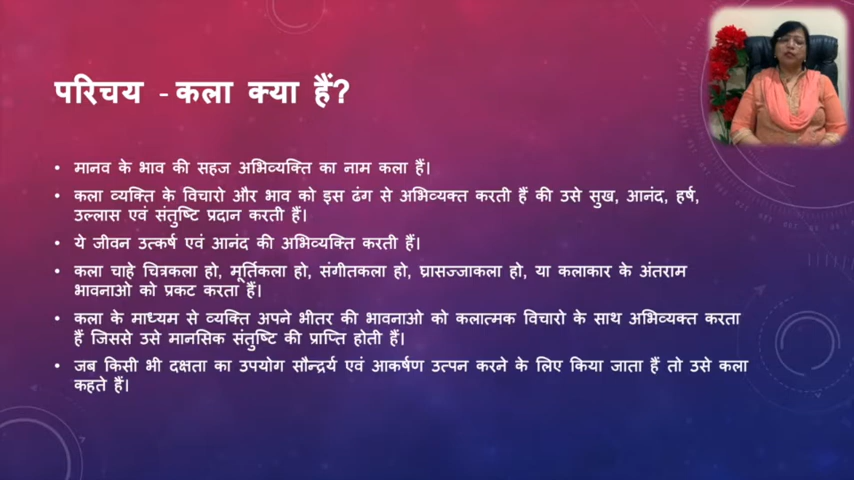 परिचय - कला क्या हैं?
• मानव के भाव की सहज अभिव्यक्ति का नाम कला हैं।
• कला व्यक्ति के विचारो और भाव को इस ढंग से अभिव्यक्त करती हैं की उसे सुख, आनंद, हर्ष,
उल्लास एवं संतुष्टि प्रदान करती हैं।
• ये जीवन उत्कर्ष एवं आनंद की अभिव्यक्ति करती हैं।
• कला चाहे चित्रकला हो, मूर्तिकला हो, संगीतकला हो, घ्रासज्जाकला हो, या कलाकार के अंतराम
भावनाओ को प्रकट करता हैं।
• कला के माध्यम से व्यक्ति अपने भीतर की भावनाओ को कलात्मक विचारो के साथ अभिव्यक्त करता
हैं जिससे उसे मानसिक संतुष्टि की प्राप्ति होती हैं।
• जब किसी भी दक्षता का उपयोग सौन्द्रर्य एवं आकर्षण उत्पन करने के लिए किया जाता हैं तो उसे कला
कहते हैं।